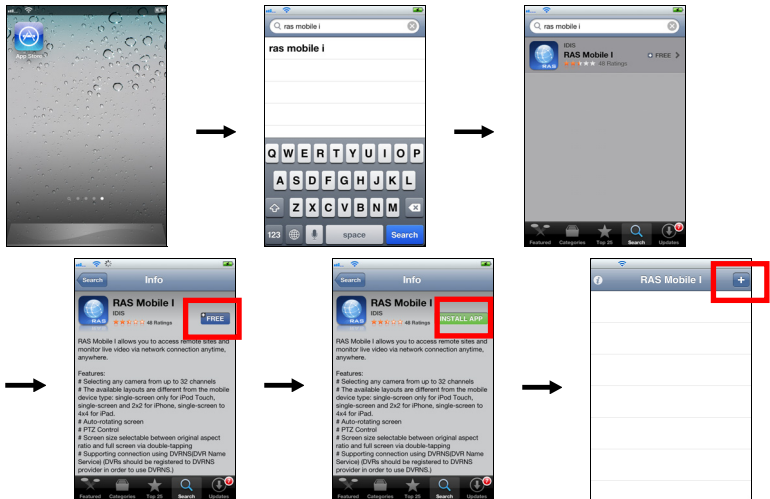 App Store
ras mobile i
ras mobile i
Q W E R T Y U I O P
A S D F G H J K L
Z X C V B N M
123 space Search
ras mobile i
IDIS
RAS Mobile I
FREE
48 Ratings
RAS
Featured Categories Top 25 Search Updates
Search Info
RAS Mobile I
IDIS
48 Ratings
FREE
RAS
RAS Mobile I allows you to access remote sites and
monitor live video via network connection anytime,
anywhere.
Features:
# Selecting any camera from up to 32 channels
# The available layouts are different from the mobile
device type: single-screen only for iPod Touch,
single-screen and 2x2 for iPhone, single-screen to
4x4 for iPad.
# Auto-rotating screen
# PTZ Control
# Screen size selectable between original aspect
ratio and full screen via double-tapping
# Supporting connection using DVRNS(DVR Name
Service) (DVRs should be registered to DVRNS
provider in order to use DVRNS.)
Featured Categories Top 25 Search Updates
Search Info
RAS Mobile I
IDIS
48 Ratings
INSTALL APP
RAS
RAS Mobile I allows you to access remote sites and
monitor live video via network connection anytime,
anywhere.
Features:
# Selecting any camera from up to 32 channels
# The available layouts are different from the mobile
device type: single-screen only for iPod Touch,
single-screen and 2x2 for iPhone, single-screen to
4x4 for iPad.
# Auto-rotating screen
# PTZ Control
# Screen size selectable between original aspect
ratio and full screen via double-tapping
# Supporting connection using DVRNS(DVR Name
Service) (DVRs should be registered to DVRNS
provider in order to use DVRNS.)
Featured Categories Top 25 Search Updates
RAS Mobile I
+